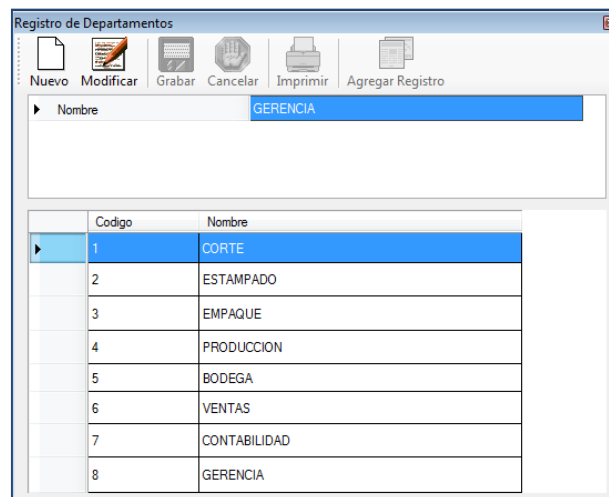 Registro de Departamentos
Nuevo Modificar Grabar Cancelar Imprimir Agregar Registro
Nombre GERENCIA
Codigo Nombre
1 CORTE
2 ESTAMPADO
3 EMPAQUE
4 PRODUCCION
5 BODEGA
6 VENTAS
7 CONTABILIDAD
8 GERENCIA